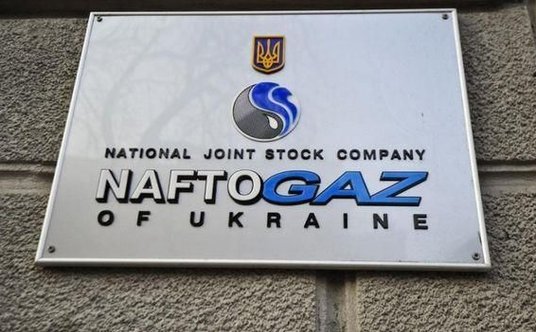 NATIONAL JOINT STOCK COMPANY
NAFTOGAZ
OF UKRAINE